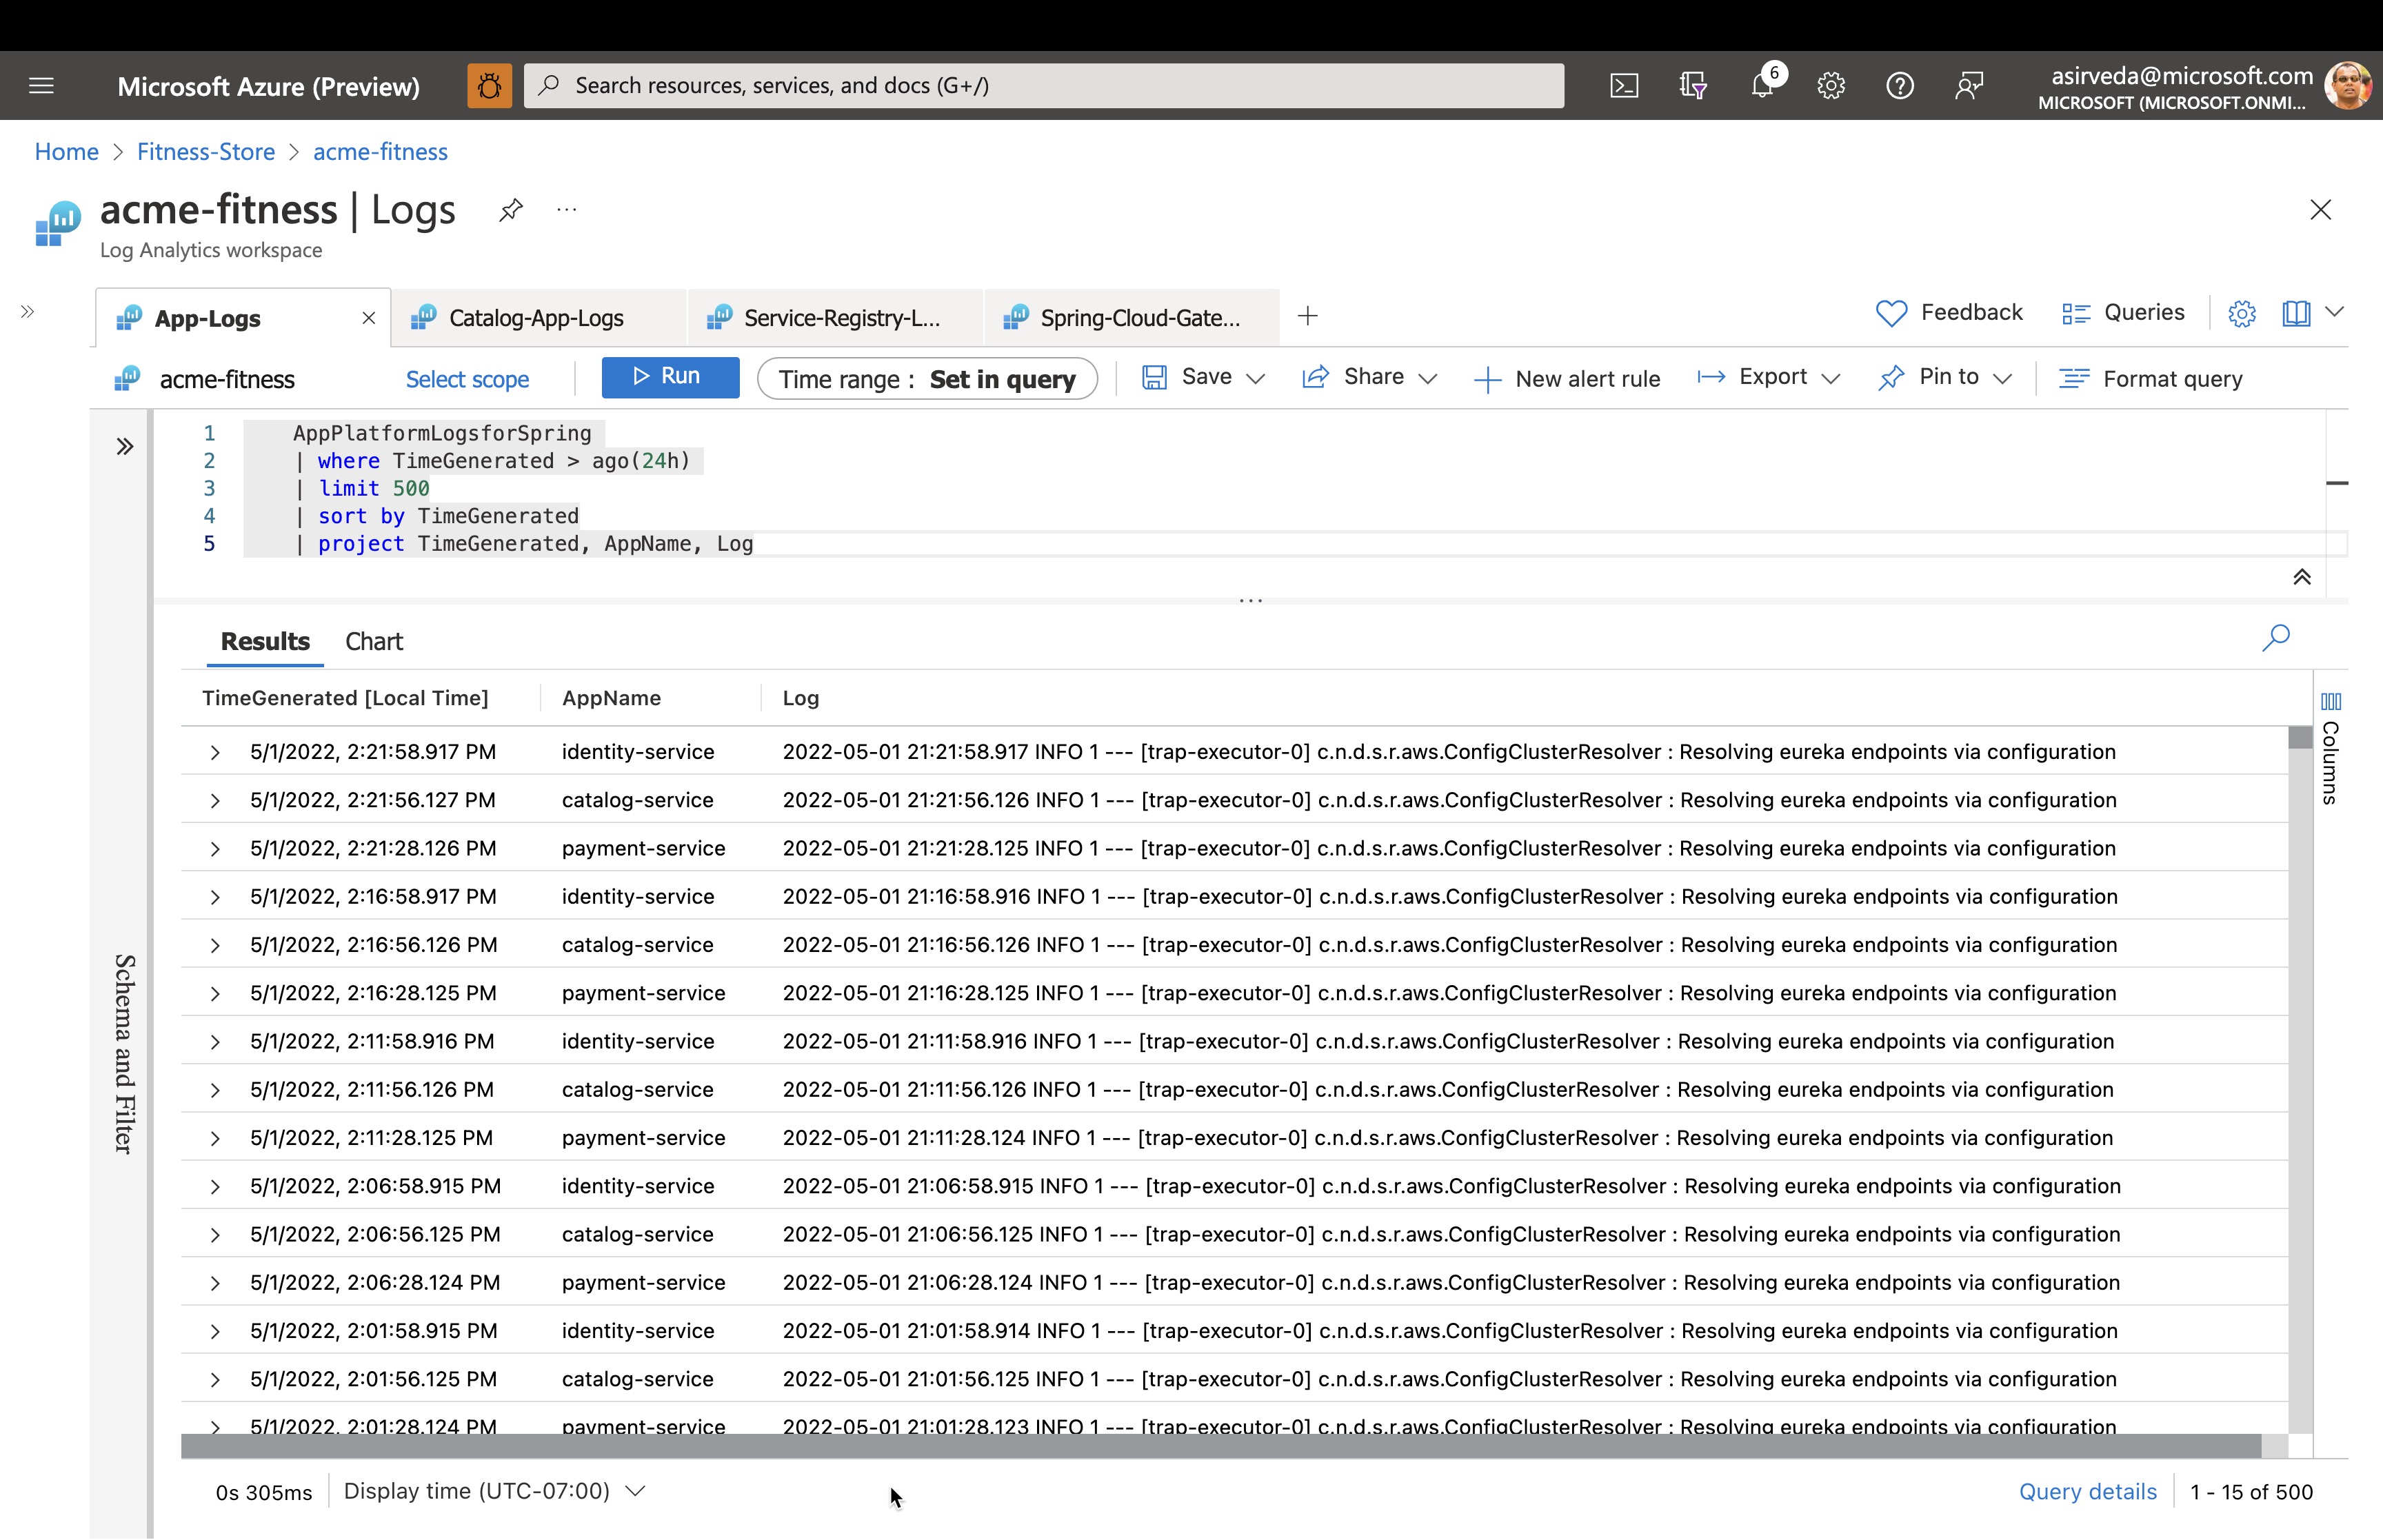 Microsoft Azure (Preview)
Search resources, services, and docs (G+/)
6
asirveda@microsoft.com
MICROSOFT (MICROSOFT.ONMI...
Home > Fitness-Store > acme-fitness
acme-fitness | Logs
Log Analytics workspace
App-Logs
Catalog-App-Logs
Service-Registry-L...
Spring-Cloud-Gate...
Feedback
Queries
acme-fitness
Select scope
Run
Time range : Set in query
Save
Share
New alert rule
Export
Pin to
Format query
1 AppPlatformLogsforSpring
2 | where TimeGenerated > ago(24h)
3 | limit 500
4 | sort by TimeGenerated
5 | project TimeGenerated, AppName, Log
Schema and Filter
Results Chart
TimeGenerated [Local Time] AppName Log
Columns
5/1/2022, 2:21:58.917 PM identity-service 2022-05-01 21:21:58.917 INFO 1 --- [trap-executor-0] c.n.d.s.r.aws.ConfigClusterResolver : Resolving eureka endpoints via configuration
5/1/2022, 2:21:56.127 PM catalog-service 2022-05-01 21:21:56.126 INFO 1 --- [trap-executor-0] c.n.d.s.r.aws.ConfigClusterResolver : Resolving eureka endpoints via configuration
5/1/2022, 2:21:28.126 PM payment-service 2022-05-01 21:21:28.125 INFO 1 --- [trap-executor-0] c.n.d.s.r.aws.ConfigClusterResolver : Resolving eureka endpoints via configuration
5/1/2022, 2:16:58.917 PM identity-service 2022-05-01 21:16:58.916 INFO 1 --- [trap-executor-0] c.n.d.s.r.aws.ConfigClusterResolver : Resolving eureka endpoints via configuration
5/1/2022, 2:16:56.126 PM catalog-service 2022-05-01 21:16:56.126 INFO 1 --- [trap-executor-0] c.n.d.s.r.aws.ConfigClusterResolver : Resolving eureka endpoints via configuration
5/1/2022, 2:16:28.125 PM payment-service 2022-05-01 21:16:28.125 INFO 1 --- [trap-executor-0] c.n.d.s.r.aws.ConfigClusterResolver : Resolving eureka endpoints via configuration
5/1/2022, 2:11:58.916 PM identity-service 2022-05-01 21:11:58.916 INFO 1 --- [trap-executor-0] c.n.d.s.r.aws.ConfigClusterResolver : Resolving eureka endpoints via configuration
5/1/2022, 2:11:56.126 PM catalog-service 2022-05-01 21:11:56.126 INFO 1 --- [trap-executor-0] c.n.d.s.r.aws.ConfigClusterResolver : Resolving eureka endpoints via configuration
5/1/2022, 2:11:28.125 PM payment-service 2022-05-01 21:11:28.124 INFO 1 --- [trap-executor-0] c.n.d.s.r.aws.ConfigClusterResolver : Resolving eureka endpoints via configuration
5/1/2022, 2:06:58.915 PM identity-service 2022-05-01 21:06:58.915 INFO 1 --- [trap-executor-0] c.n.d.s.r.aws.ConfigClusterResolver : Resolving eureka endpoints via configuration
5/1/2022, 2:06:56.125 PM catalog-service 2022-05-01 21:06:56.125 INFO 1 --- [trap-executor-0] c.n.d.s.r.aws.ConfigClusterResolver : Resolving eureka endpoints via configuration
5/1/2022, 2:06:28.124 PM payment-service 2022-05-01 21:06:28.124 INFO 1 --- [trap-executor-0] c.n.d.s.r.aws.ConfigClusterResolver : Resolving eureka endpoints via configuration
5/1/2022, 2:01:58.915 PM identity-service 2022-05-01 21:01:58.914 INFO 1 --- [trap-executor-0] c.n.d.s.r.aws.ConfigClusterResolver : Resolving eureka endpoints via configuration
5/1/2022, 2:01:56.125 PM catalog-service 2022-05-01 21:01:56.125 INFO 1 --- [trap-executor-0] c.n.d.s.r.aws.ConfigClusterResolver : Resolving eureka endpoints via configuration
5/1/2022, 2:01:28.124 PM payment-service 2022-05-01 21:01:28.123 INFO 1 --- [trap-executor-0] c.n.d.s.r.aws.ConfigClusterResolver : Resolving eureka endpoints via configuration
0s 305ms
Display time (UTC-07:00)
Query details
1 - 15 of 500